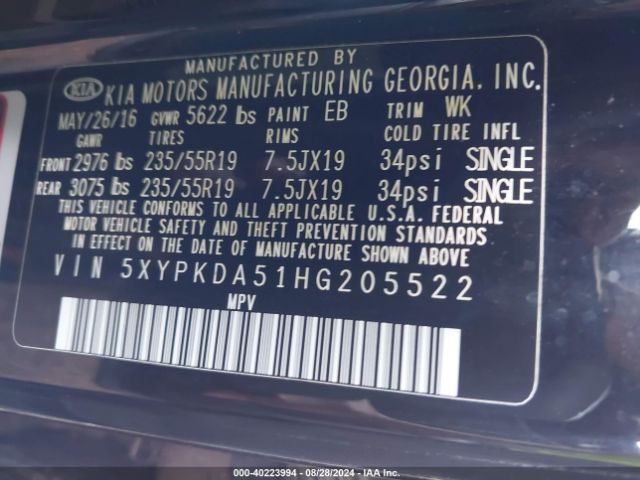 MANUFACTURED BY
KIA KIA MOTORS MANUFACTURING GEORGIA, INC.
MAY/26/16 GVWR 5622 lbs PAINT EB TRIM WK
GAWR TIRES RIMS COLD TIRE INFL
FRONT 2976 lbs 235/55R19 7.5JX19 34psi SINGLE
REAR 3075 lbs 235/55R19 7.5JX19 34psi SINGLE
THIS VEHICLE CONFORMS TO ALL APPLICABLE U.S.A. FEDERAL
MOTOR VEHICLE SAFETY AND THEFT PREVENTION STANDARDS
IN EFFECT ON THE DATE OF MANUFACTURE SHOWN ABOVE
VIN 5XYPKDA51HG205522
MPV
000-40223994 - 08/28/2024 - IAA Inc.